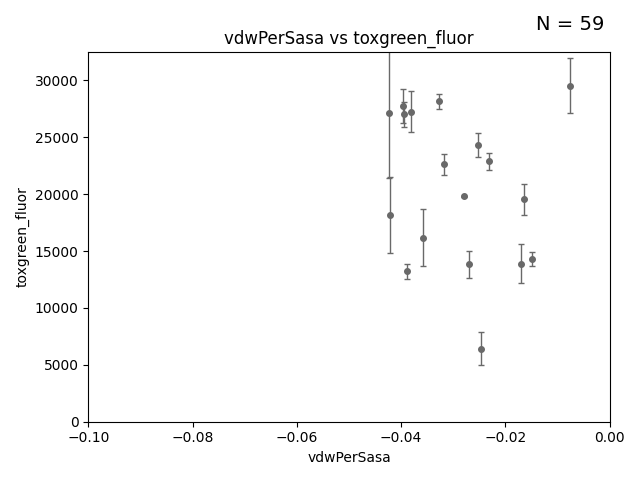 N = 59
vdwPerSasa vs toxgreen_fluor
30000
25000
20000
15000
10000
5000
0
toxgreen_fluor
−0.10 −0.08 −0.06 −0.04 −0.02 0.00
vdwPerSasa